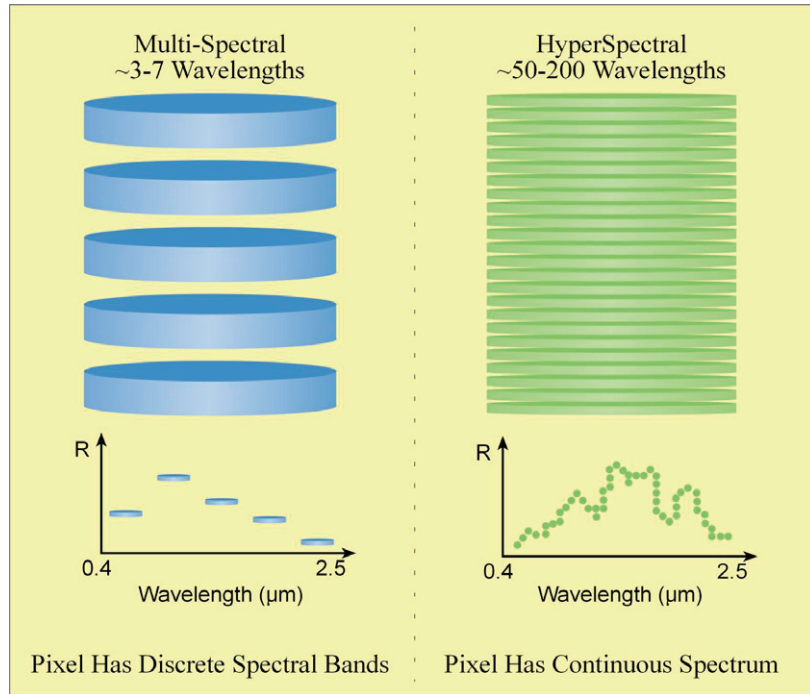 Multi-Spectral
~3-7 Wavelengths
R
0.4
2.5
Wavelength (μm)
Pixel Has Discrete Spectral Bands
HyperSpectral
~50-200 Wavelengths
R
0.4
2.5
Wavelength (μm)
Pixel Has Continuous Spectrum